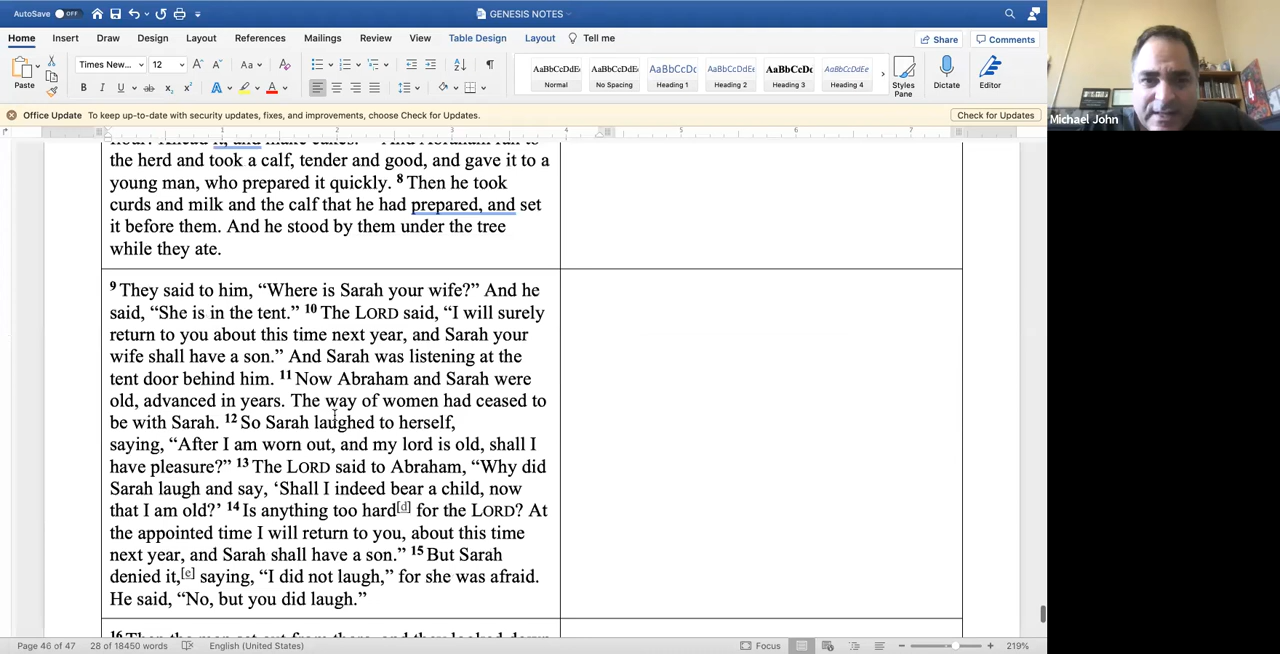 AutoSave OFF
GENESIS NOTES
Home Insert Draw Design Layout References Mailings Review View Table Design Layout Tell me
Share Comments
Paste
Times New... 12
Aa
AaBbCcDdEe AaBbCcDdEe AaBbCcDc AaBbCcDdEe AaBbCcDc AaBbCcDdEe
Normal No Spacing Heading 1 Heading 2 Heading 3 Heading 4
Styles Pane
Dictate
Editor
Office Update To keep up-to-date with security updates, fixes, and improvements, choose Check for Updates.
Check for Updates
1 2 3 4 5 6 7
the herd and took a calf, tender and good, and gave it to a
young man, who prepared it quickly. 8 Then he took
curds and milk and the calf that he had prepared, and set
it before them. And he stood by them under the tree
while they ate.
9 They said to him, “Where is Sarah your wife?” And he
said, “She is in the tent.” 10 The LORD said, “I will surely
return to you about this time next year, and Sarah your
wife shall have a son.” And Sarah was listening at the
tent door behind him. 11 Now Abraham and Sarah were
old, advanced in years. The way of women had ceased to
be with Sarah. 12 So Sarah laughed to herself,
saying, “After I am worn out, and my lord is old, shall I
have pleasure?” 13 The LORD said to Abraham, “Why did
Sarah laugh and say, ‘Shall I indeed bear a child, now
that I am old?’ 14 Is anything too hard[d] for the LORD? At
the appointed time I will return to you, about this time
next year, and Sarah shall have a son.” 15 But Sarah
denied it,[e] saying, “I did not laugh,” for she was afraid.
He said, “No, but you did laugh.”
Page 46 of 47 28 of 18450 words English (United States)
Focus 219%
Michael John